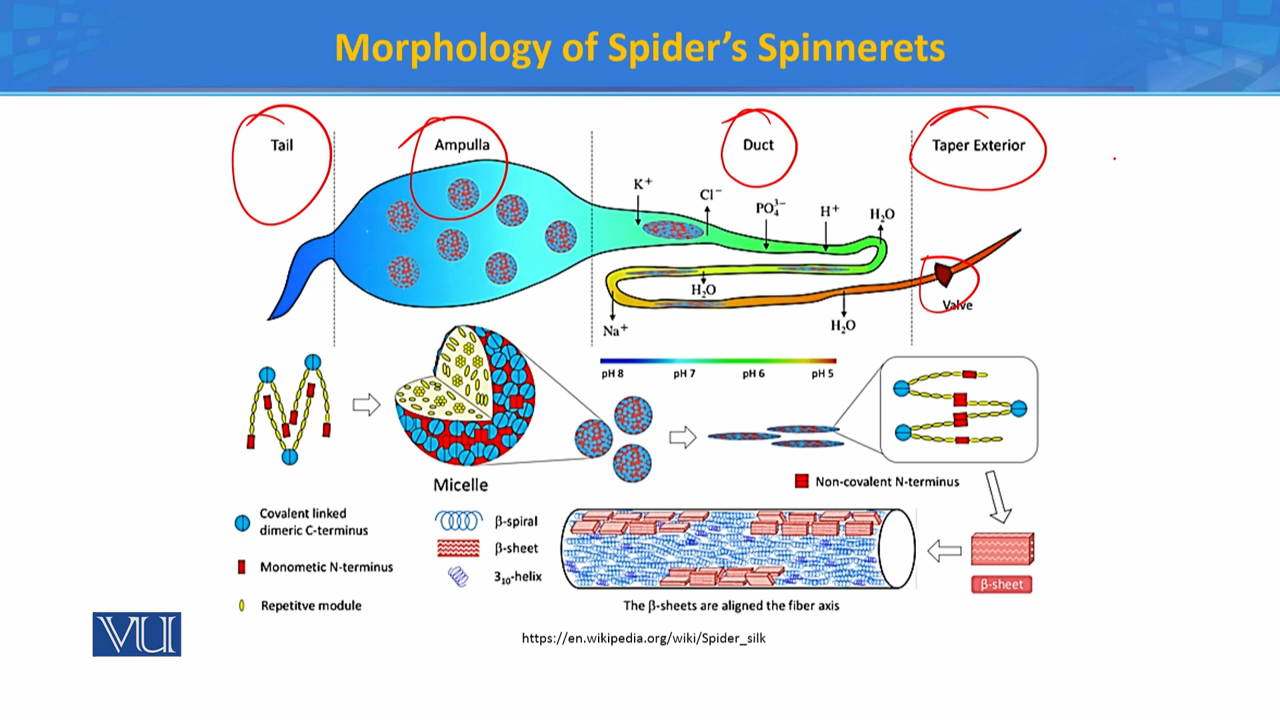 Morphology of Spider's Spinnerets
Tail
Ampulla
Duct
Taper Exterior
K⁺
Cl⁻
PO₄³⁻
H⁺
H₂O
H₂O
Na⁺
H₂O
Valve
pH 8
pH 7
pH 6
pH 5
Micelle
Non-covalent N-terminus
Covalent linked
dimeric C-terminus
Monometic N-terminus
Repetitve module
β-spiral
β-sheet
3₁₀-helix
β-sheet
The β-sheets are aligned the fiber axis
https://en.wikipedia.org/wiki/Spider_silk
VU